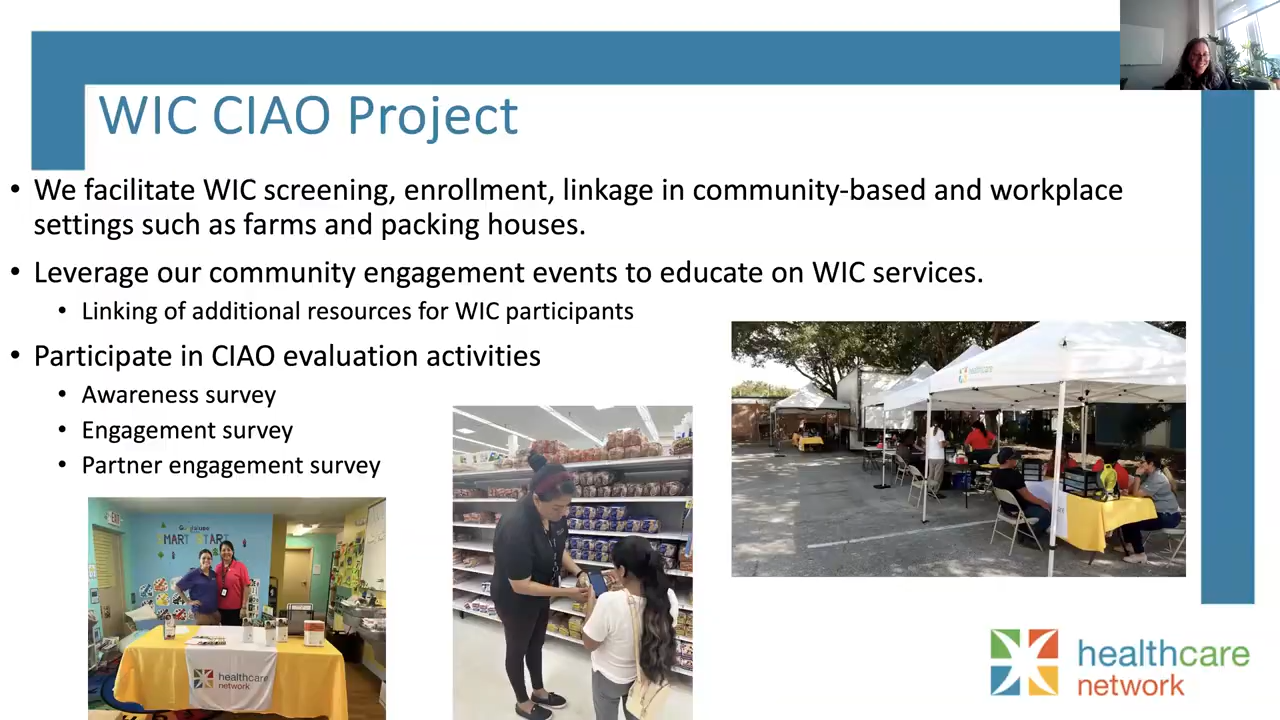 WIC CIAO Project
• We facilitate WIC screening, enrollment, linkage in community-based and workplace
settings such as farms and packing houses.
• Leverage our community engagement events to educate on WIC services.
• Linking of additional resources for WIC participants
• Participate in CIAO evaluation activities
• Awareness survey
• Engagement survey
• Partner engagement survey
healthcare
EXIT
SMART START
healthcare
network
healthcare
network